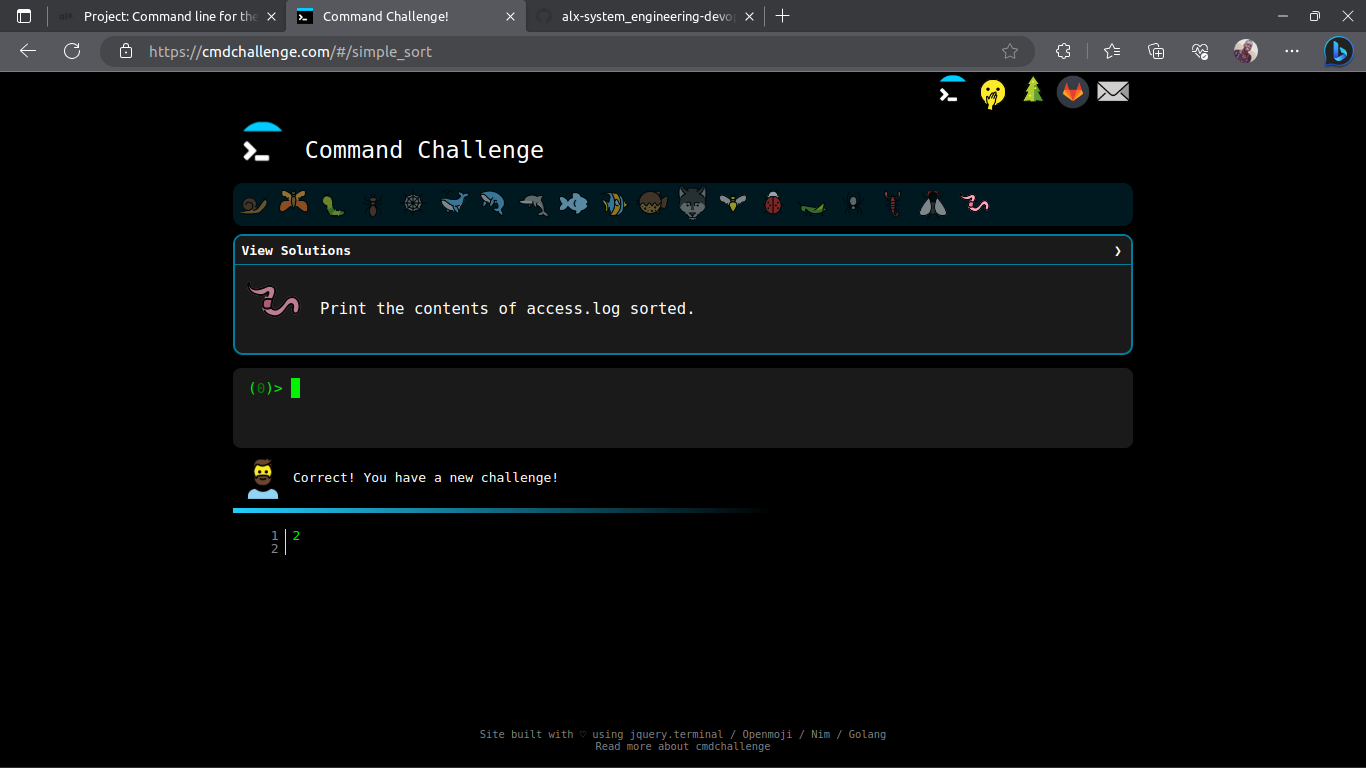 Project: Command line for the
Command Challenge!
alx-system_engineering-devop
https://cmdchallenge.com/#/simple_sort
Command Challenge
View Solutions
Print the contents of access.log sorted.
(0)>
Correct! You have a new challenge!
1 2
2
Site built with ♡ using jquery.terminal / Openmoji / Nim / Golang
Read more about cmdchallenge